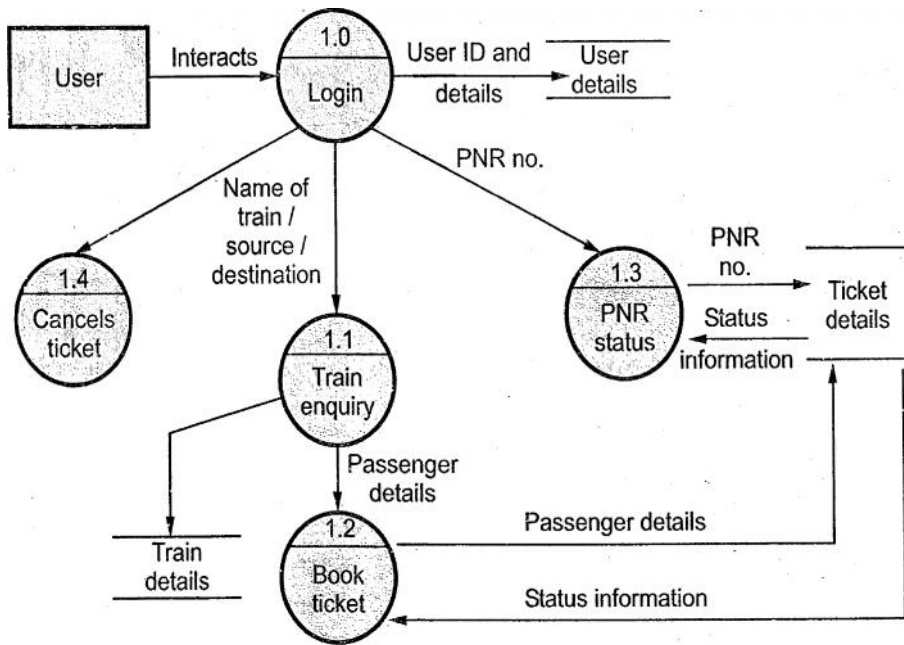 1.0
User
Interacts
Login
User ID and
details
User
details
PNR no.
Name of
train /
source /
destination
1.4
Cancels
ticket
1.3
PNR
status
PNR
no.
Status
information
Ticket
details
1.1
Train
enquiry
Passenger
details
Train
details
1.2
Book
ticket
Passenger details
Status information